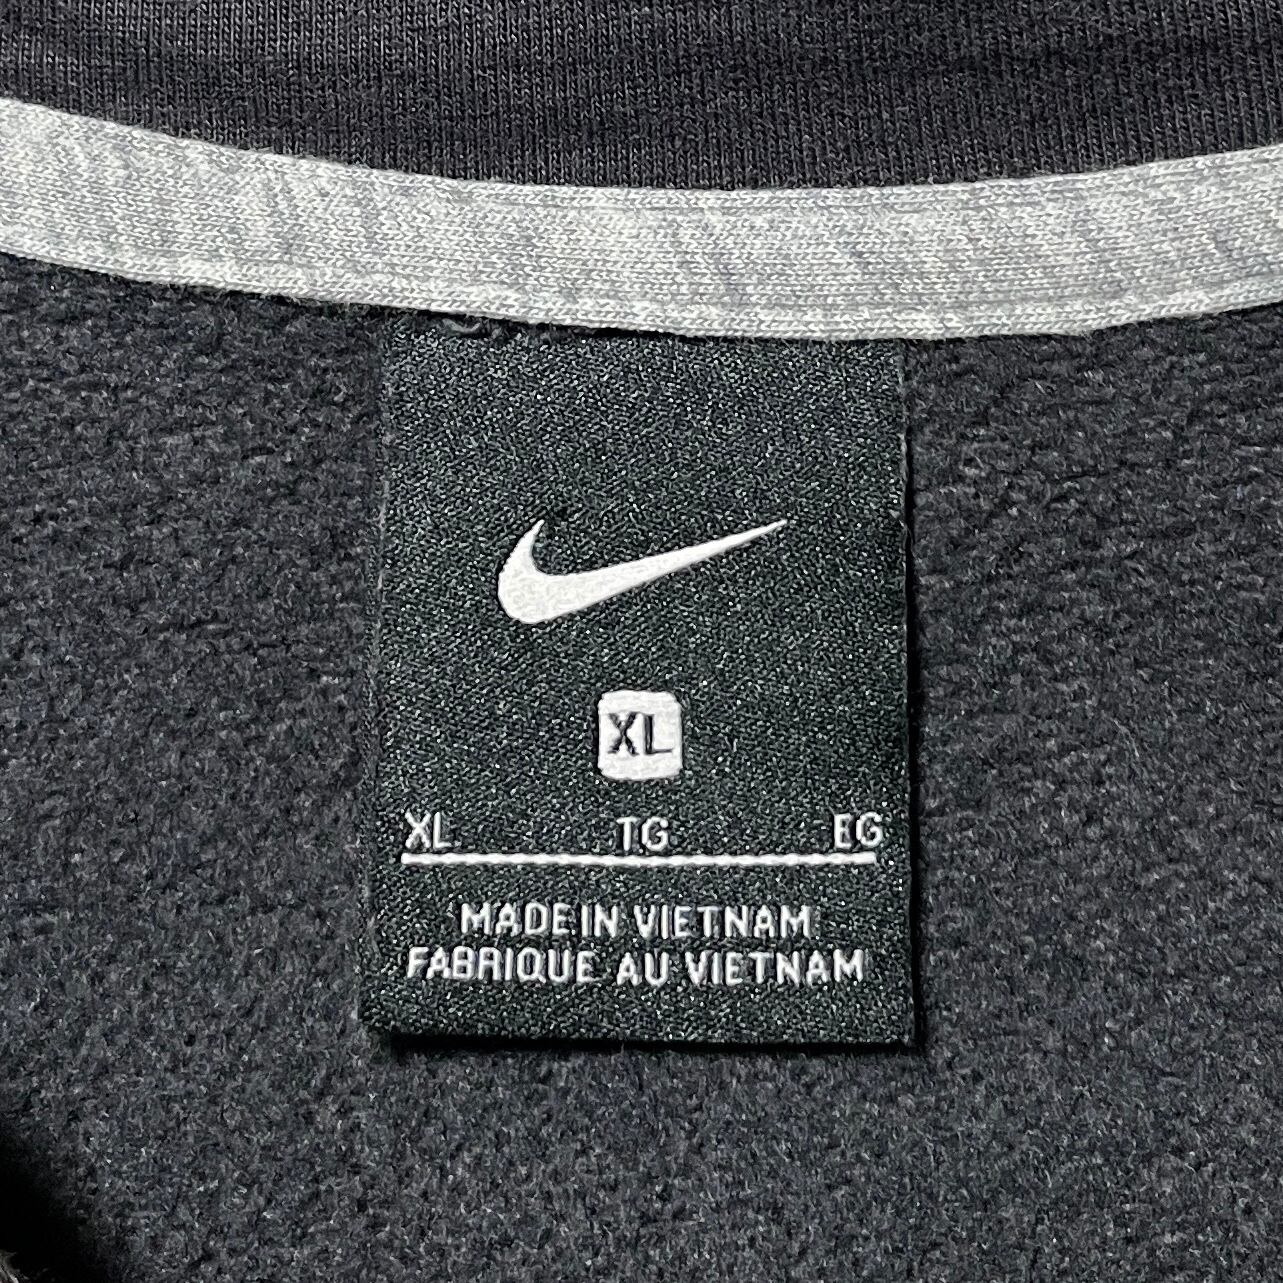 XL
XL TG EG
MADE IN VIETNAM
FABRIQUE AU VIETNAM